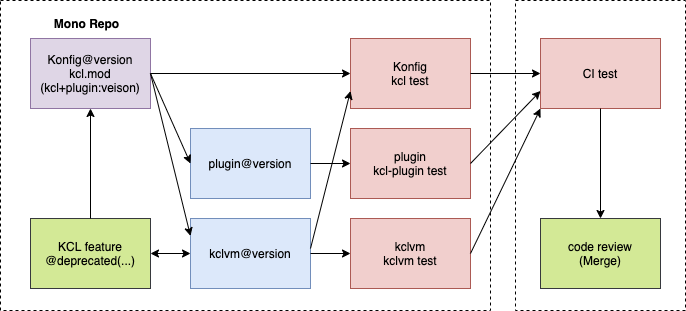 Mono Repo
Konfig@version
kcl.mod
(kcl+plugin:veison)
Konfig
kcl test
CI test
plugin@version
plugin
kcl-plugin test
KCL feature
@deprecated(...)
kclvm@version
kclvm
kclvm test
code review
(Merge)